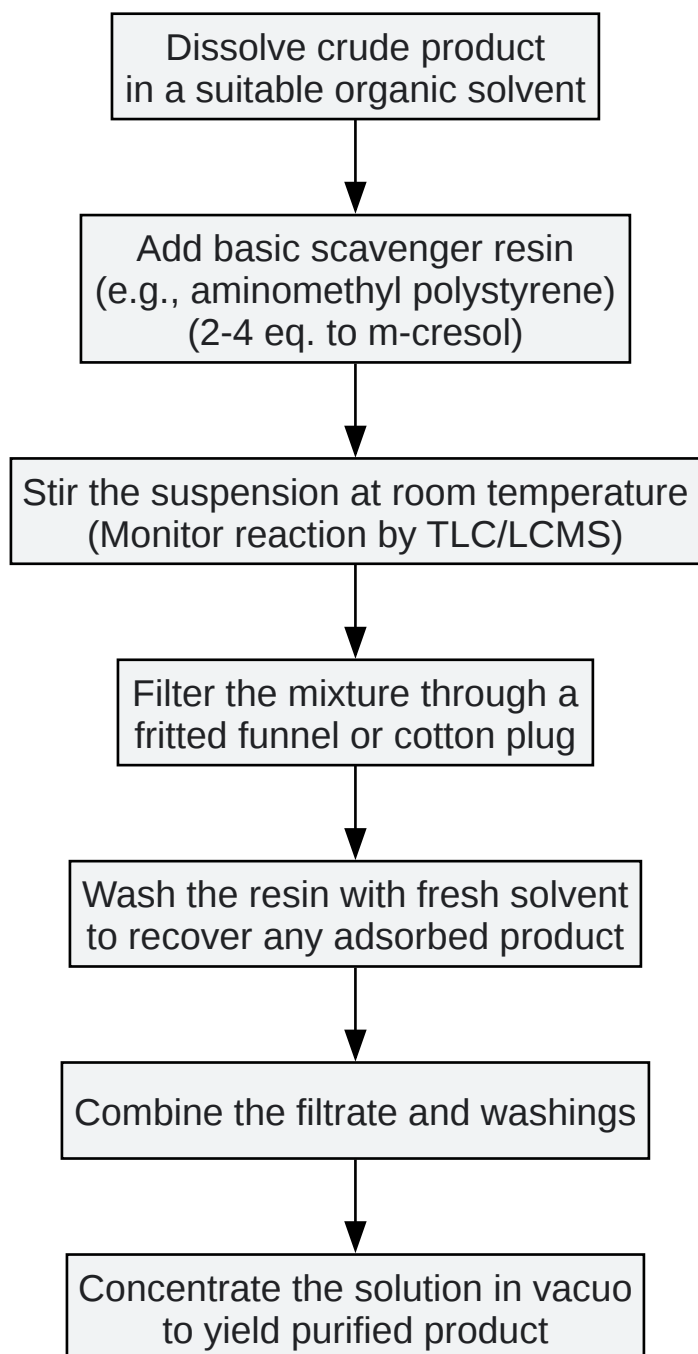 Dissolve crude product
in a suitable organic solvent
Add basic scavenger resin
(e.g., aminomethyl polystyrene)
(2-4 eq. to m-cresol)
Stir the suspension at room temperature
(Monitor reaction by TLC/LCMS)
Filter the mixture through a
fritted funnel or cotton plug
Wash the resin with fresh solvent
to recover any adsorbed product
Combine the filtrate and washings
Concentrate the solution in vacuo
to yield purified product